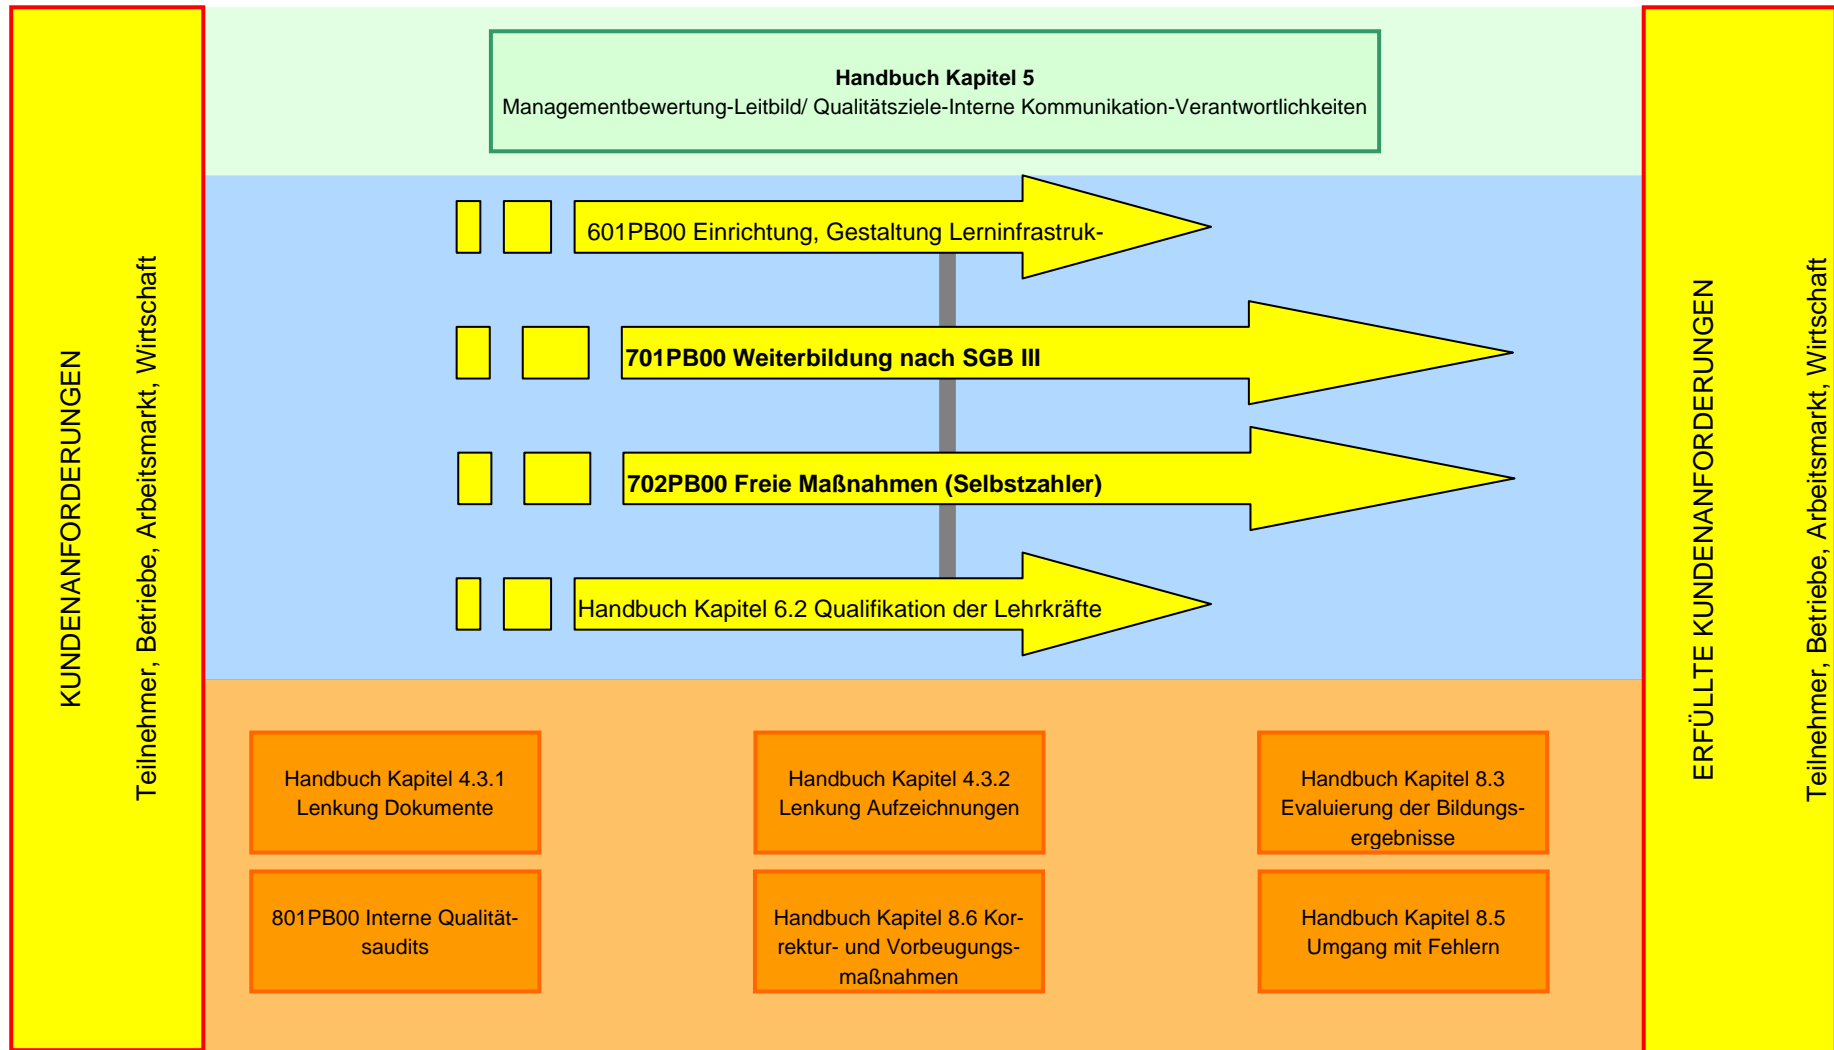 KUNDENANFORDERUNGEN
Teilnehmer, Betriebe, Arbeitsmarkt, Wirtschaft
Handbuch Kapitel 5
Managementbewertung-Leitbild/ Qualitätsziele-Interne Kommunikation-Verantwortlichkeiten
601PB00 Einrichtung, Gestaltung Lerninfrastruk-
701PB00 Weiterbildung nach SGB III
702PB00 Freie Maßnahmen (Selbstzahler)
Handbuch Kapitel 6.2 Qualifikation der Lehrkräfte
Handbuch Kapitel 4.3.1
Lenkung Dokumente
Handbuch Kapitel 4.3.2
Lenkung Aufzeichnungen
Handbuch Kapitel 8.3
Evaluierung der Bildungs-
ergebnisse
801PB00 Interne Qualität-
saudits
Handbuch Kapitel 8.6 Kor-
rektur- und Vorbeugungs-
maßnahmen
Handbuch Kapitel 8.5
Umgang mit Fehlern
ERFÜLLTE KUNDENANFORDERUNGEN
Teilnehmer, Betriebe, Arbeitsmarkt, Wirtschaft